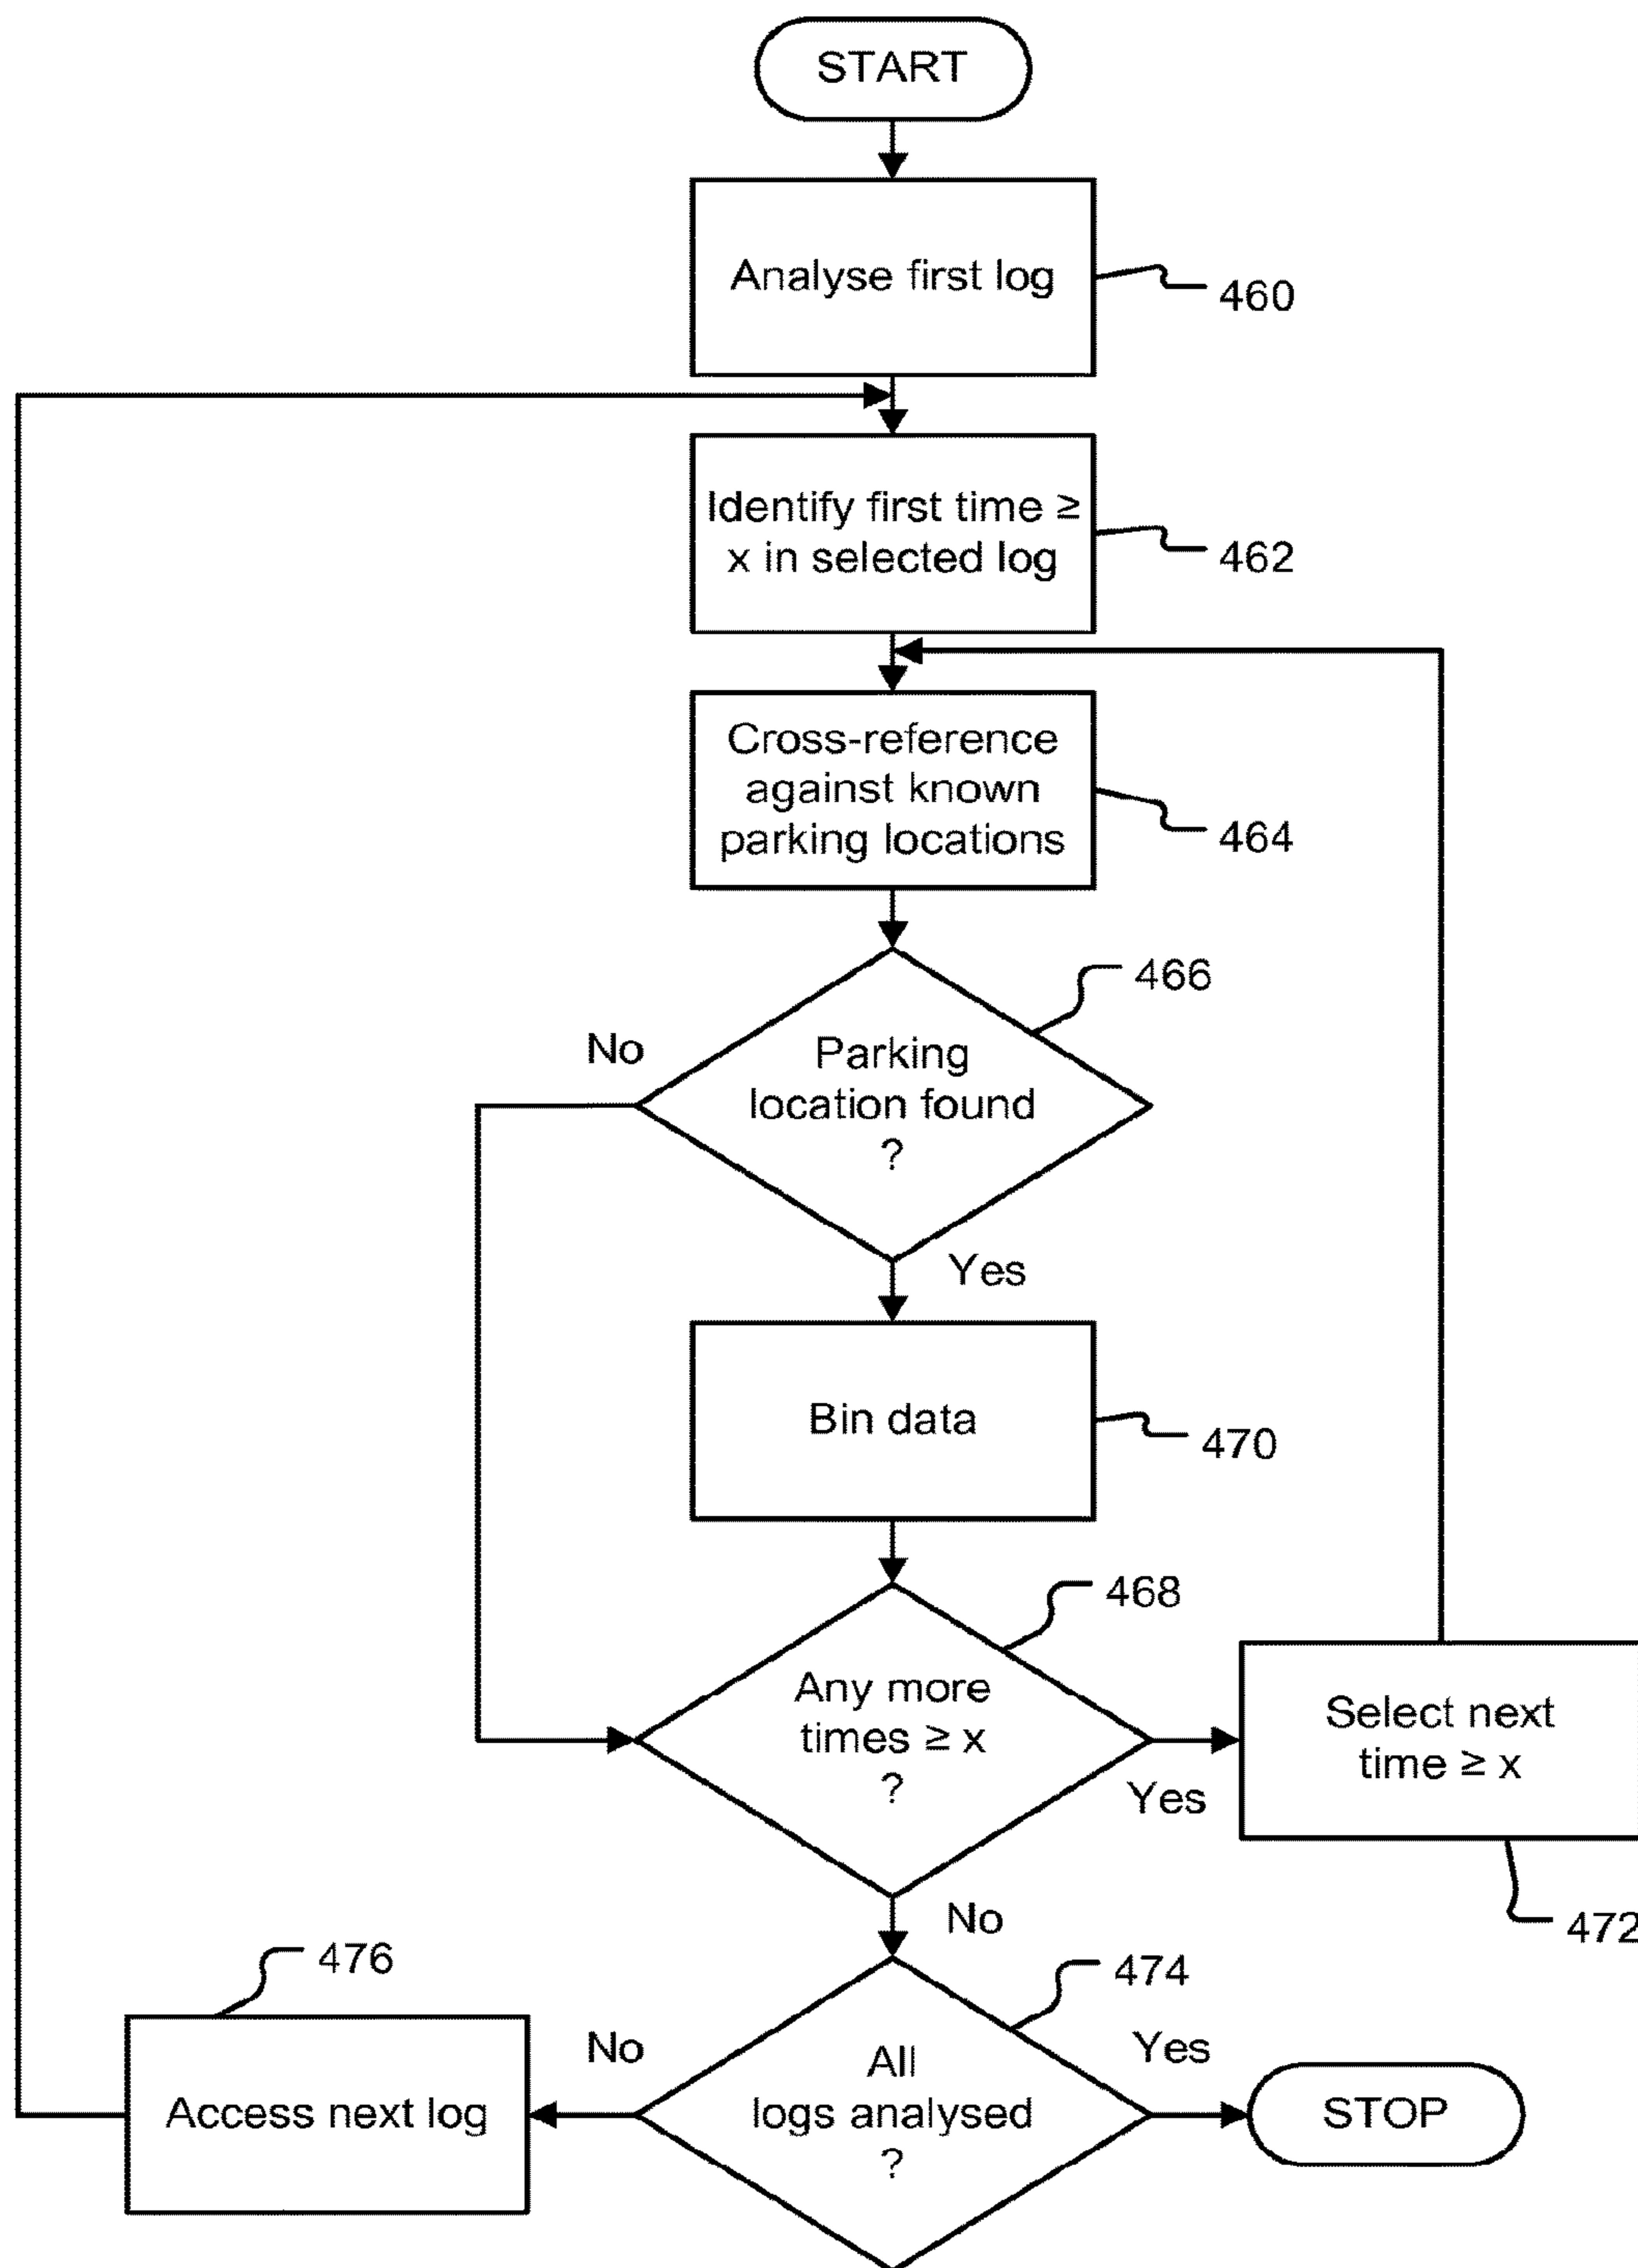 START
Analyse first log
460
Identify first time ≥
x in selected log
462
Cross-reference
against known
parking locations
464
466
No
Parking
location found
?
Yes
Bin data
470
468
Any more
times ≥ x
?
Yes
Select next
time ≥ x
472
No
476
474
Access next log
No
All
logs analysed
?
Yes
STOP